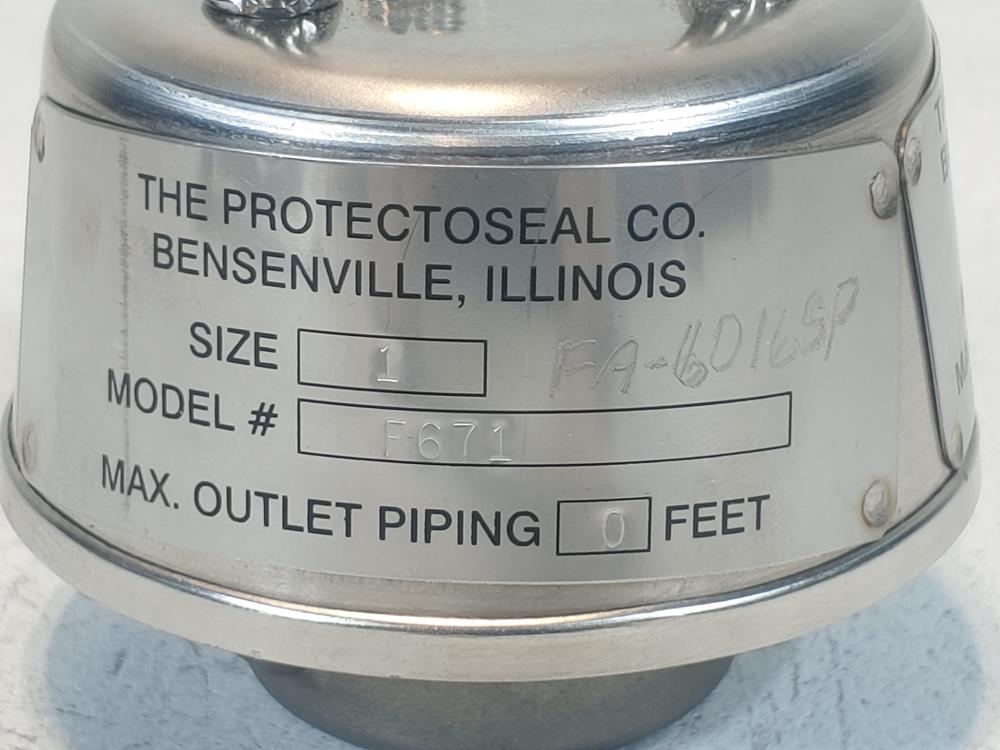 THE PROTECTOSEAL CO.
BENSENVILLE, ILLINOIS
SIZE 1
FA-6016SP
MODEL # F671
MAX. OUTLET PIPING 0 FEET